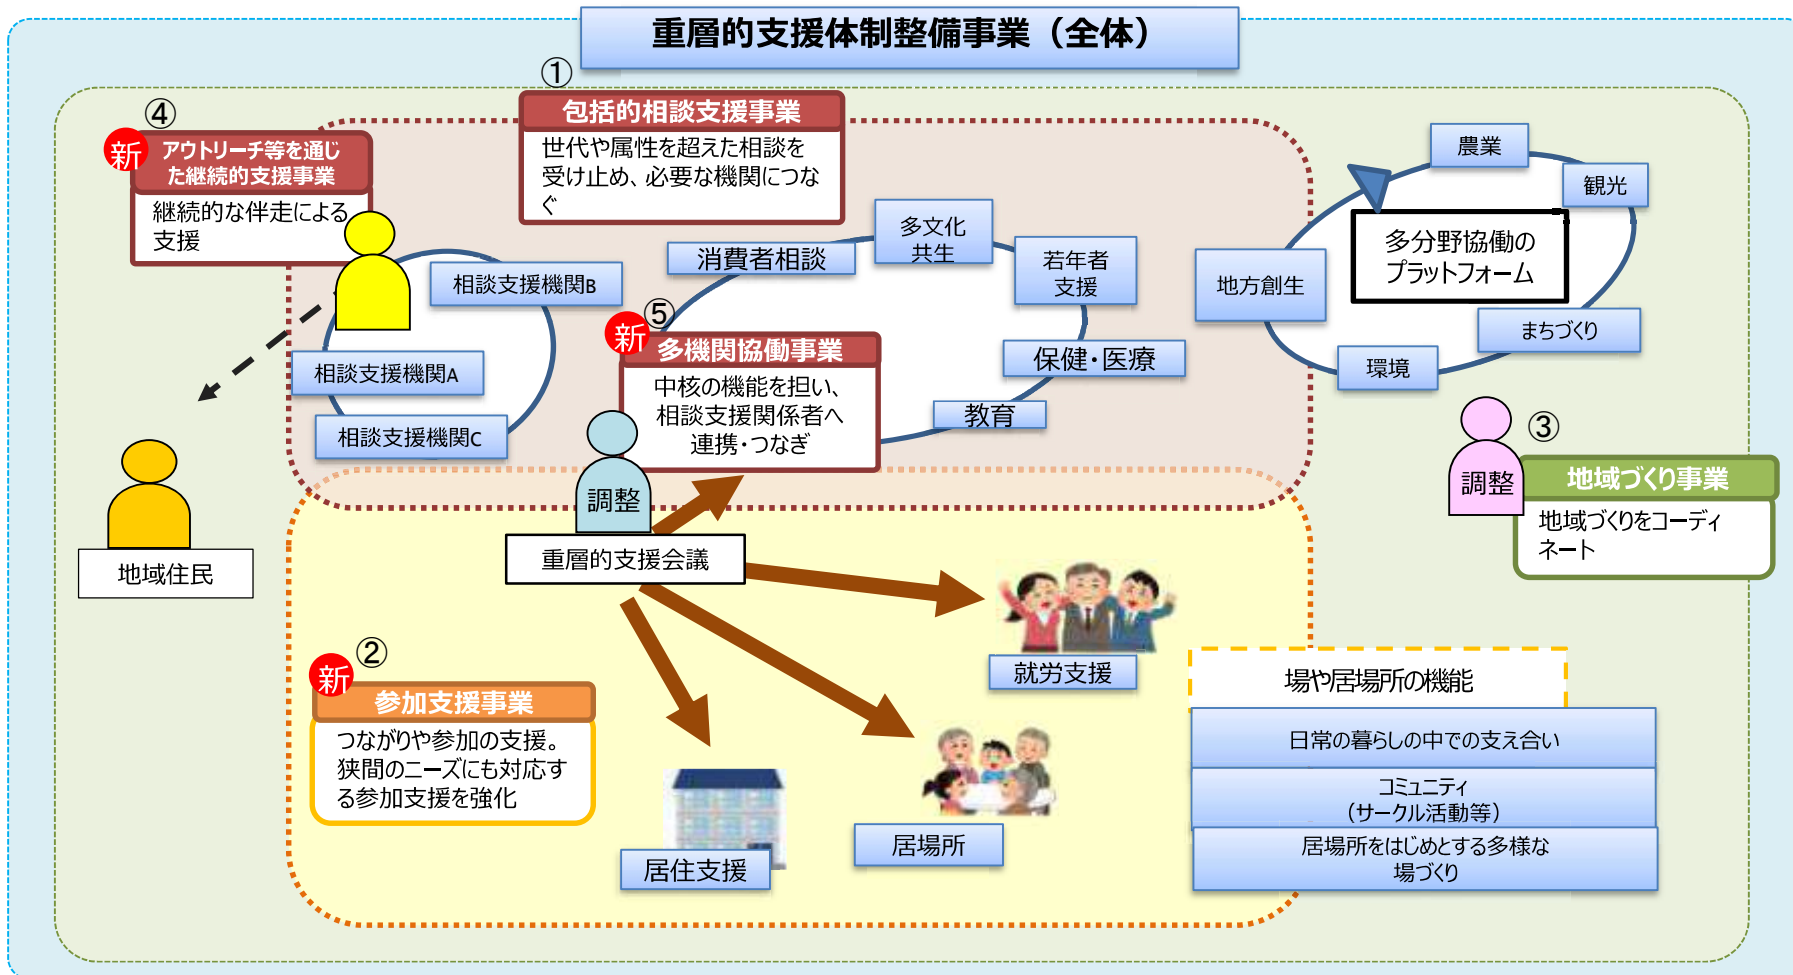 重層的支援体制整備事業（全体）
①
包括的相談支援事業
世代や属性を超えた相談を
受け止め、必要な機関につな
ぐ
④
新
アウトリーチ等を通じ
た継続的支援事業
継続的な伴走による
支援
相談支援機関B
相談支援機関A
相談支援機関C
消費者相談
多文化
共生
若年者
支援
保健・医療
教育
⑤
新
多機関協働事業
中核の機能を担い、
相談支援関係者へ
連携・つなぎ
調整
重層的支援会議
農業
観光
多分野協働の
プラットフォーム
地方創生
まちづくり
環境
③
調整
地域づくり事業
地域づくりをコーディ
ネート
地域住民
②
新
参加支援事業
つながりや参加の支援。
狭間のニーズにも対応す
る参加支援を強化
就労支援
居場所
居住支援
場や居場所の機能
日常の暮らしの中での支え合い
コミュニティ
（サークル活動等）
居場所をはじめとする多様な
場づくり